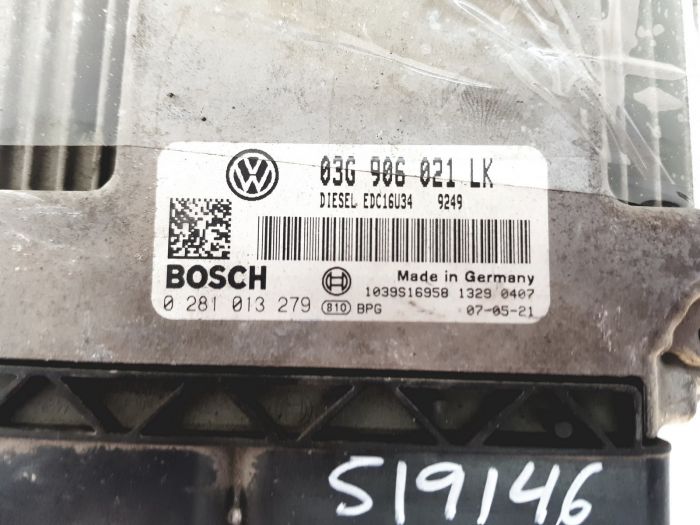 03G 906 021 LK
DIESEL EDC16U34 9249
BOSCH
Made in Germany
1039S16958 1329 0407
0 281 013 279 810 BPG 07-05-21
S19146